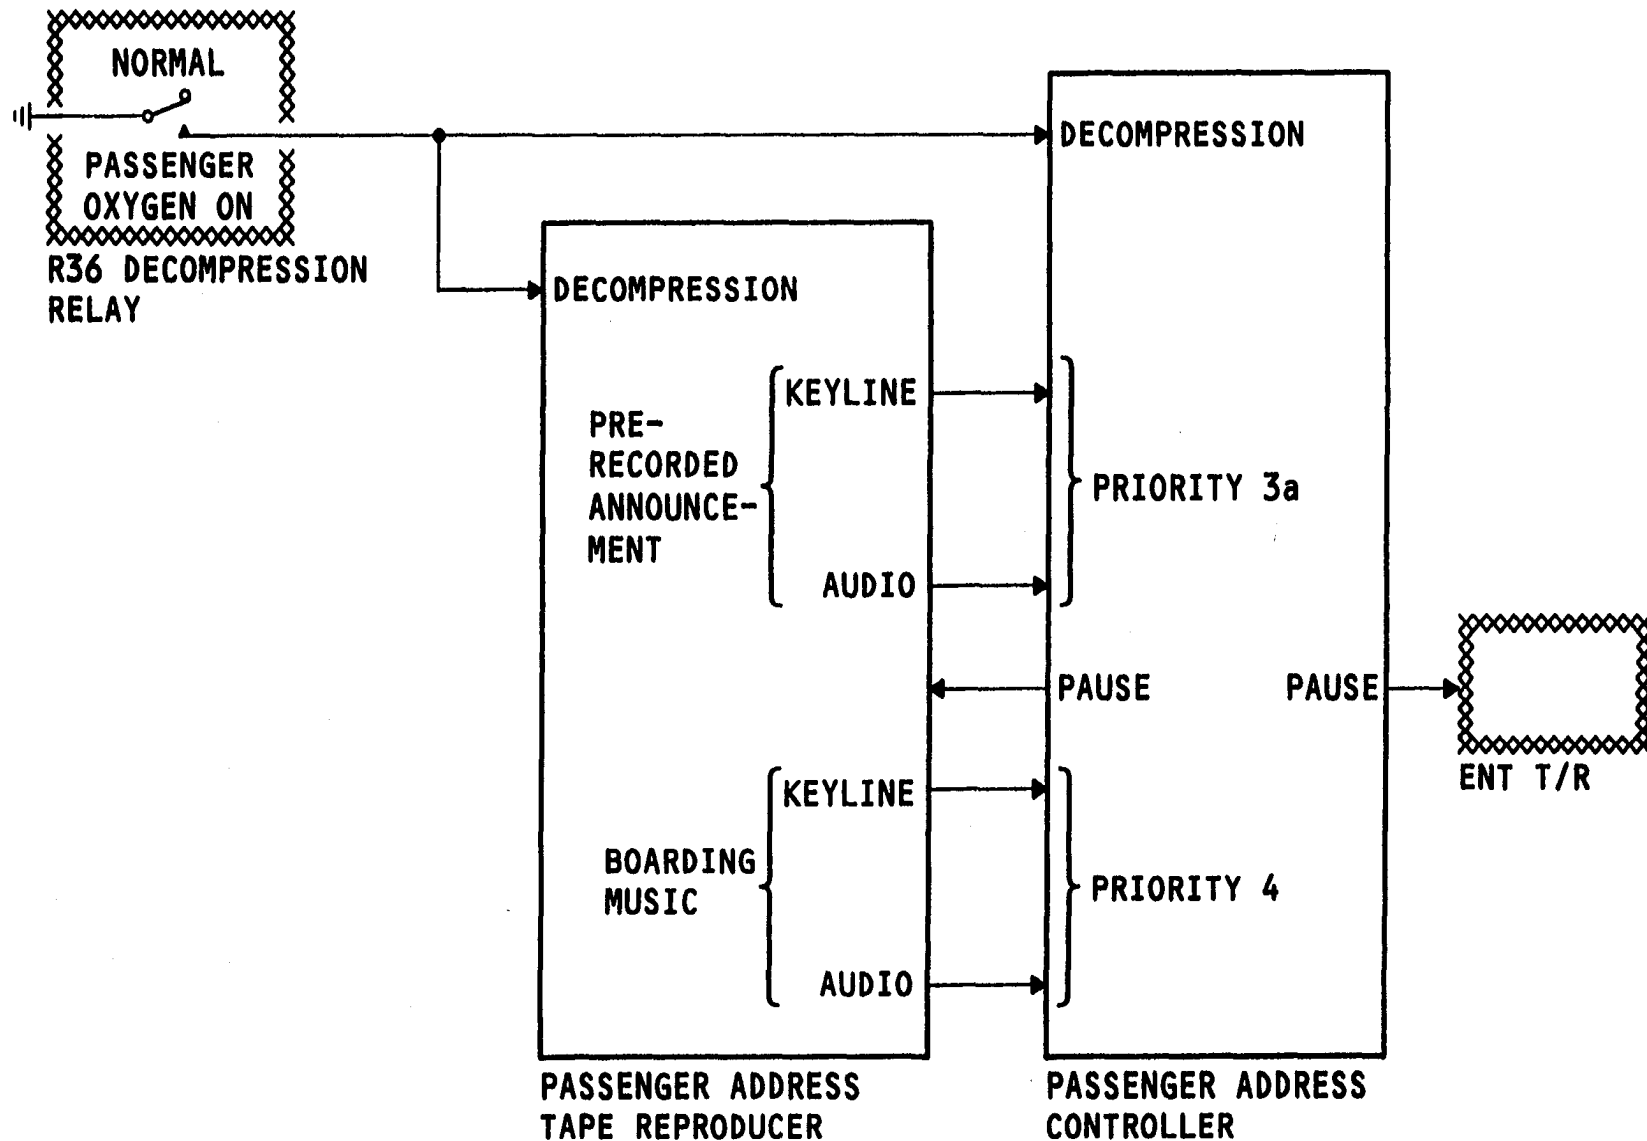 NORMAL
PASSENGER
OXYGEN ON
R36 DECOMPRESSION
RELAY
DECOMPRESSION
DECOMPRESSION
KEYLINE
PRE-
RECORDED
ANNOUNCE-
MENT
AUDIO
PRIORITY 3a
PAUSE
PAUSE
ENT T/R
KEYLINE
BOARDING
MUSIC
AUDIO
PRIORITY 4
PASSENGER ADDRESS
TAPE REPRODUCER
PASSENGER ADDRESS
CONTROLLER